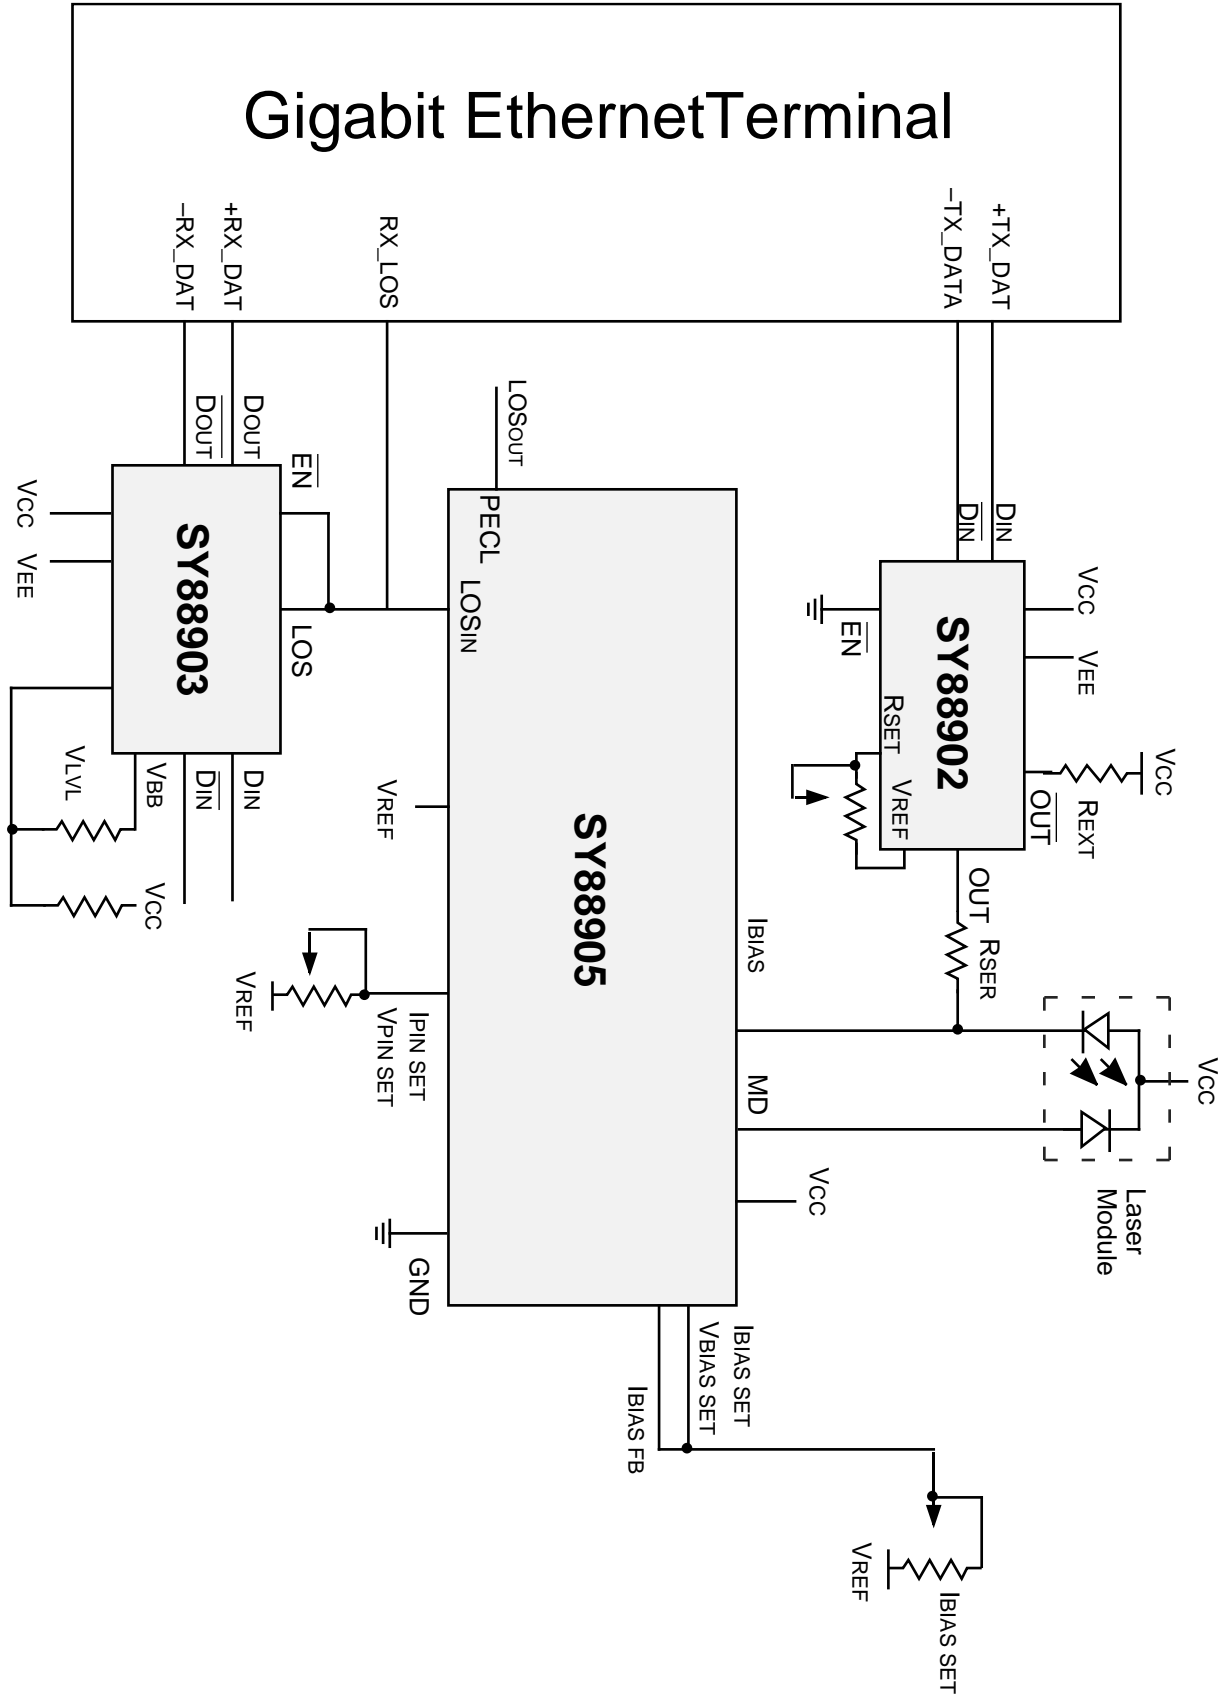 Gigabit EthernetTerminal
–RX_DAT
+RX_DAT
RX_LOS
–TX_DATA
+TX_DAT
DOUT
DOUT
EN
LOSOUT
PECL
LOSIN
DIN
DIN
VCC
VEE
SY88903
LOS
VLVL
VBB
DIN
DIN
VCC
VCC
VEE
EN
SY88902
RSET
VREF
OUT
REXT
VCC
OUT
RSER
VREF
SY88905
IBIAS
MD
VCC
IPIN SET
VPIN SET
VREF
GND
VCC
Laser
Module
IBIAS SET
VBIAS SET
IBIAS FB
VREF
IBIAS SET